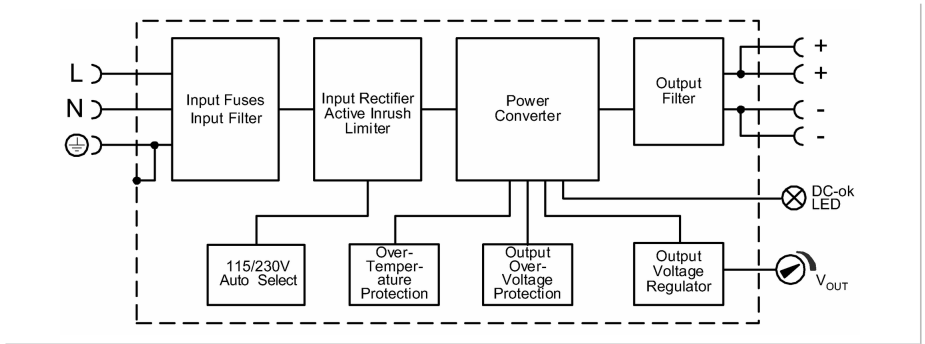 L
N
Input Fuses
Input Filter
Input Rectifier
Active Inrush
Limiter
Power
Converter
Output
Filter
+
+
-
-
DC-ok
LED
115/230V
Auto Select
Over-
Temper-
ature
Protection
Output
Over-
Voltage
Protection
Output
Voltage
Regulator
VOUT